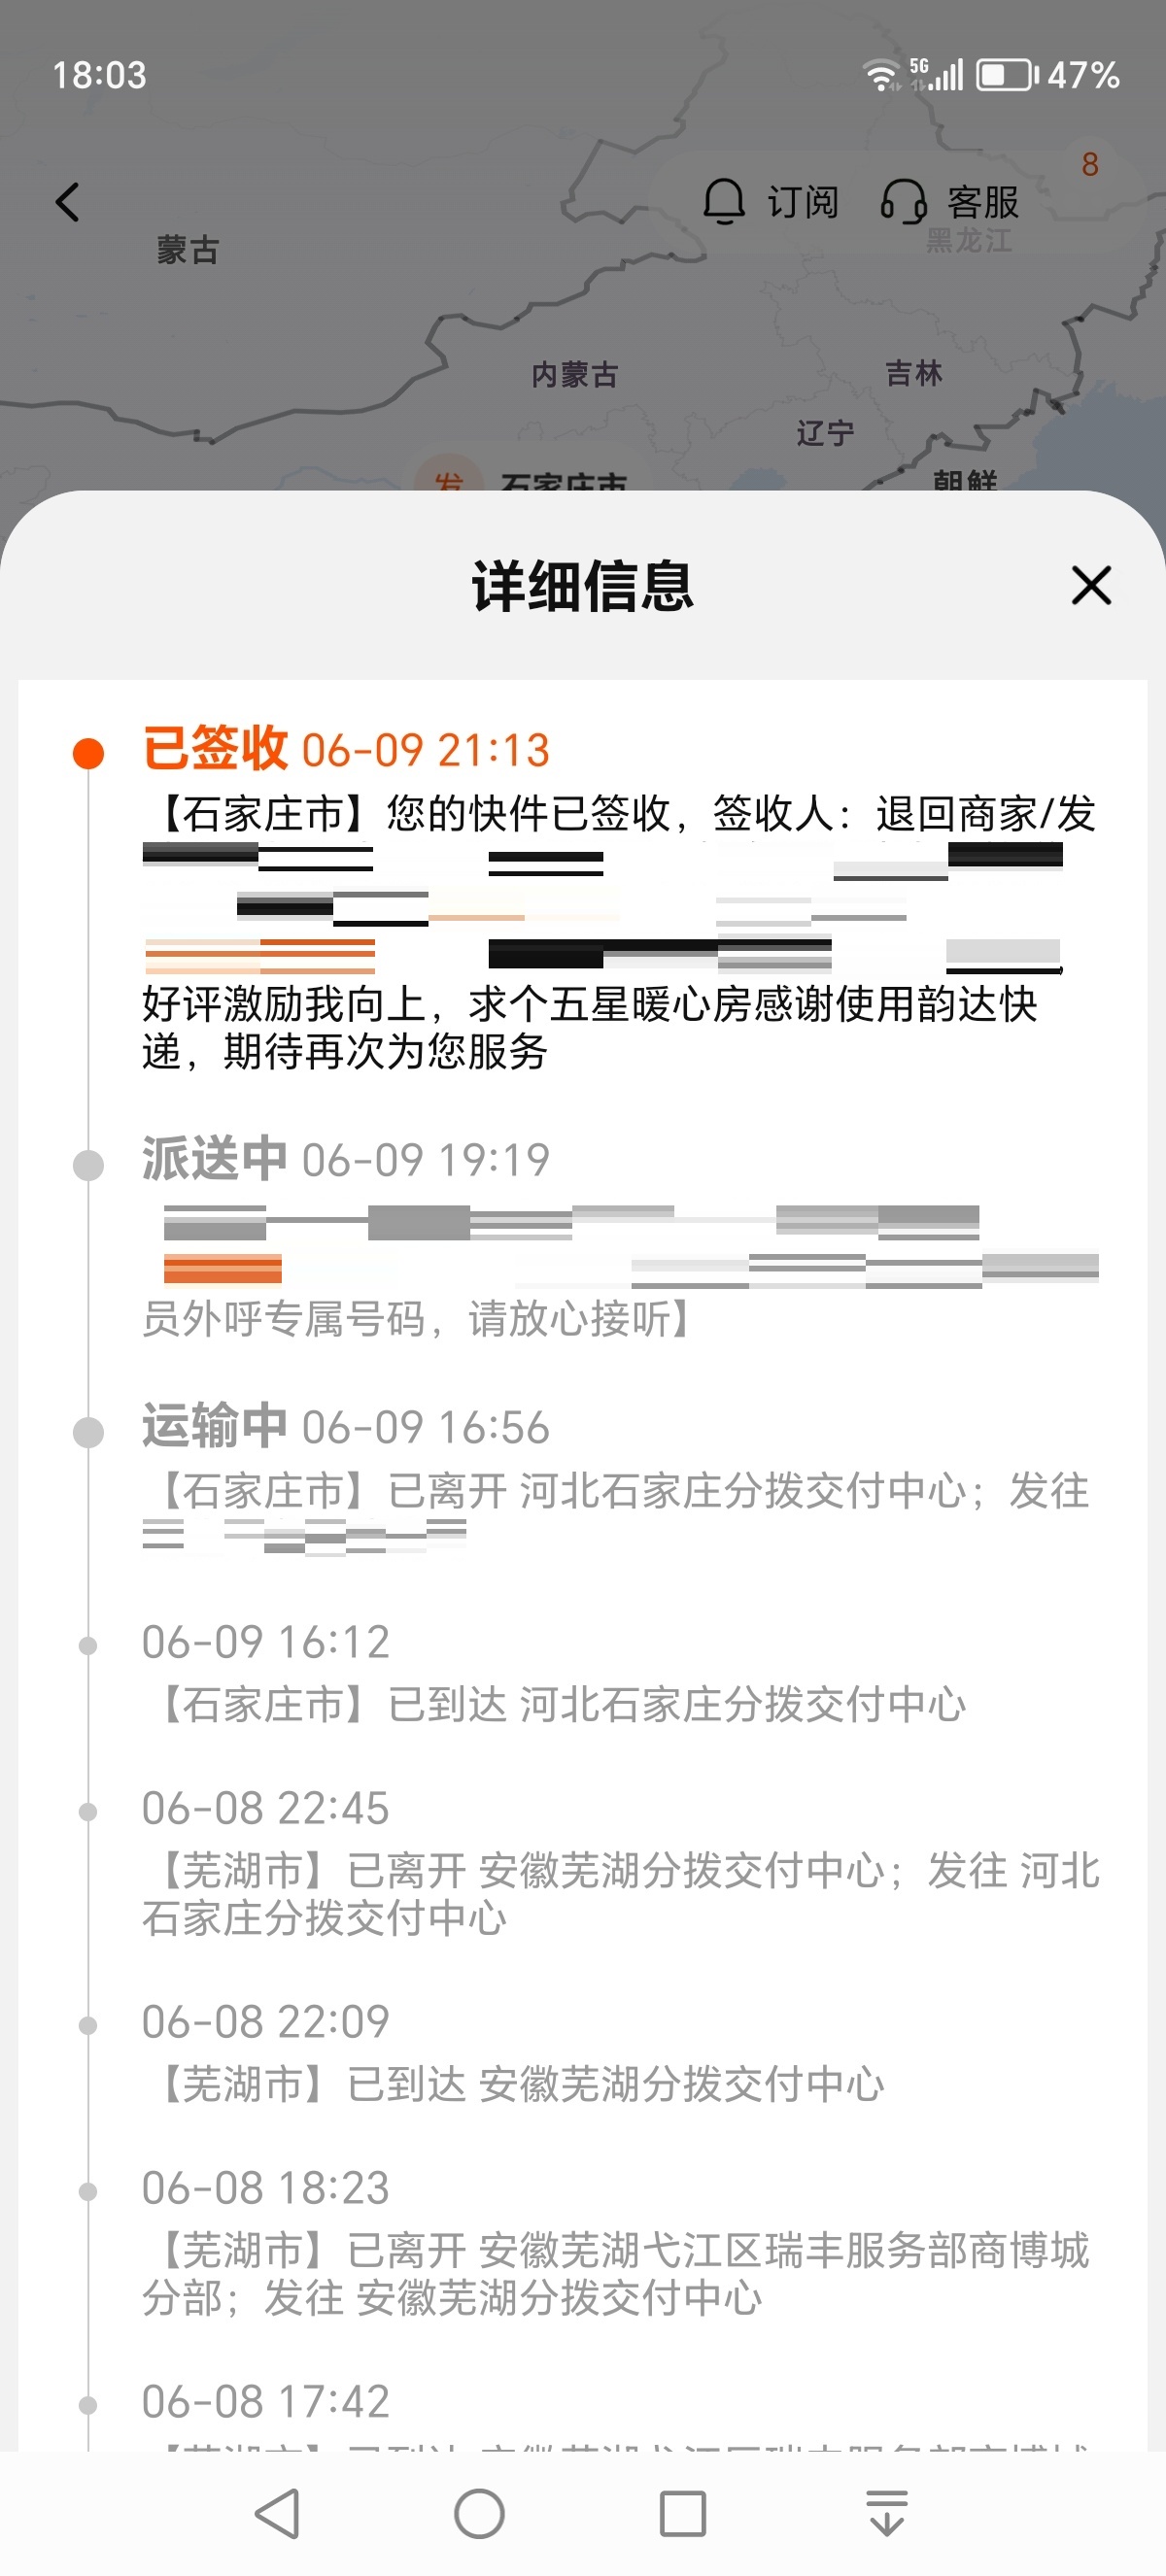 18:03
5G
47%
8
订阅 客服
蒙古
黑龙江
内蒙古
吉林
辽宁
朝鲜
发 石家庄市
详细信息
已签收 06-09 21:13
【石家庄市】您的快件已签收，签收人：退回商家/发
好评激励我向上，求个五星暖心房感谢使用韵达快
递，期待再次为您服务
派送中 06-09 19:19
员外呼专属号码，请放心接听】
运输中 06-09 16:56
【石家庄市】已离开 河北石家庄分拨交付中心；发往
06-09 16:12
【石家庄市】已到达 河北石家庄分拨交付中心
06-08 22:45
【芜湖市】已离开 安徽芜湖分拨交付中心；发往 河北
石家庄分拨交付中心
06-08 22:09
【芜湖市】已到达 安徽芜湖分拨交付中心
06-08 18:23
【芜湖市】已离开 安徽芜湖弋江区瑞丰服务部商博城
分部；发往 安徽芜湖分拨交付中心
06-08 17:42